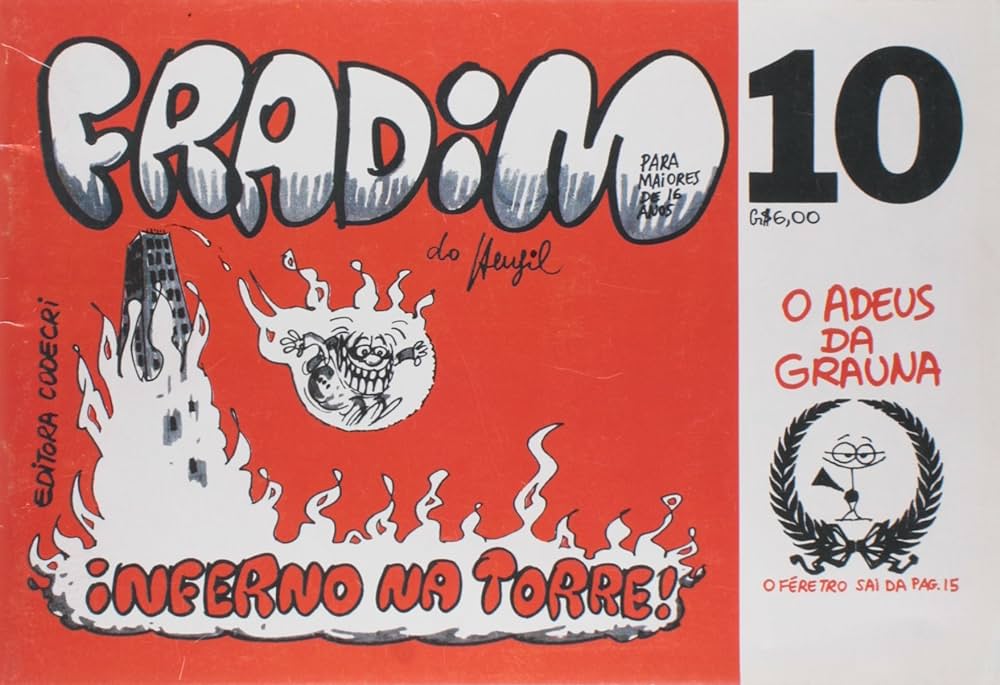 FRADiM
PARA
MAiORES
DE 16
ANOS
do Henfil
EDiTORA CODECRi
iNFERNO NA TORRE!
10
Cr$6,00
O ADEUS
DA
GRAUNA
O FÉRETRO SAi DA PAG.15